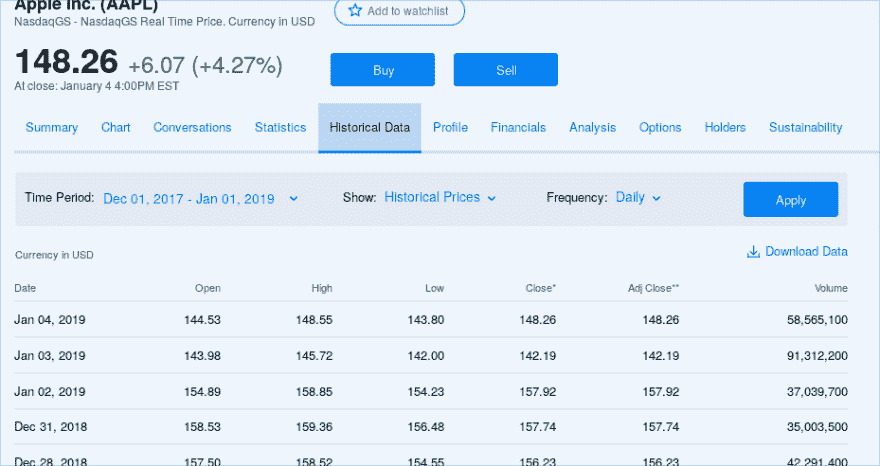 Apple Inc. (AAPL)
Add to watchlist
NasdaqGS - NasdaqGS Real Time Price. Currency in USD
148.26 +6.07 (+4.27%)
Buy Sell
At close: January 4 4:00PM EST
Summary Chart Conversations Statistics Historical Data Profile Financials Analysis Options Holders Sustainability
Time Period: Dec 01, 2017 - Jan 01, 2019 Show: Historical Prices Frequency: Daily Apply
Currency in USD Download Data
Date Open High Low Close* Adj Close** Volume
Jan 04, 2019 144.53 148.55 143.80 148.26 148.26 58,565,100
Jan 03, 2019 143.98 145.72 142.00 142.19 142.19 91,312,200
Jan 02, 2019 154.89 158.85 154.23 157.92 157.92 37,039,700
Dec 31, 2018 158.53 159.36 156.48 157.74 157.74 35,003,500
Dec 28, 2018 157.50 158.52 154.55 156.23 156.23 42,291,400